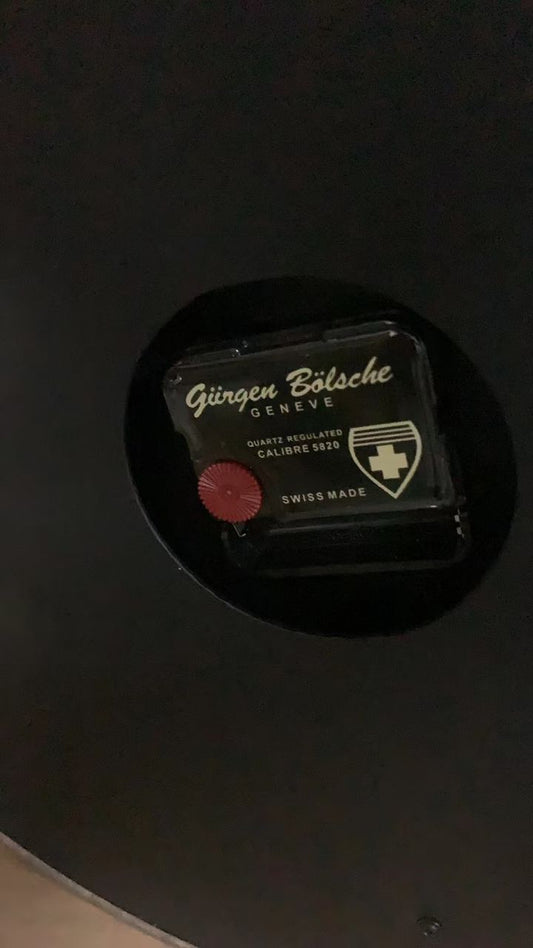 Gürgen Bölsche
GENEVE
QUARTZ REGULATED
CALIBRE 5820
SWISS MADE